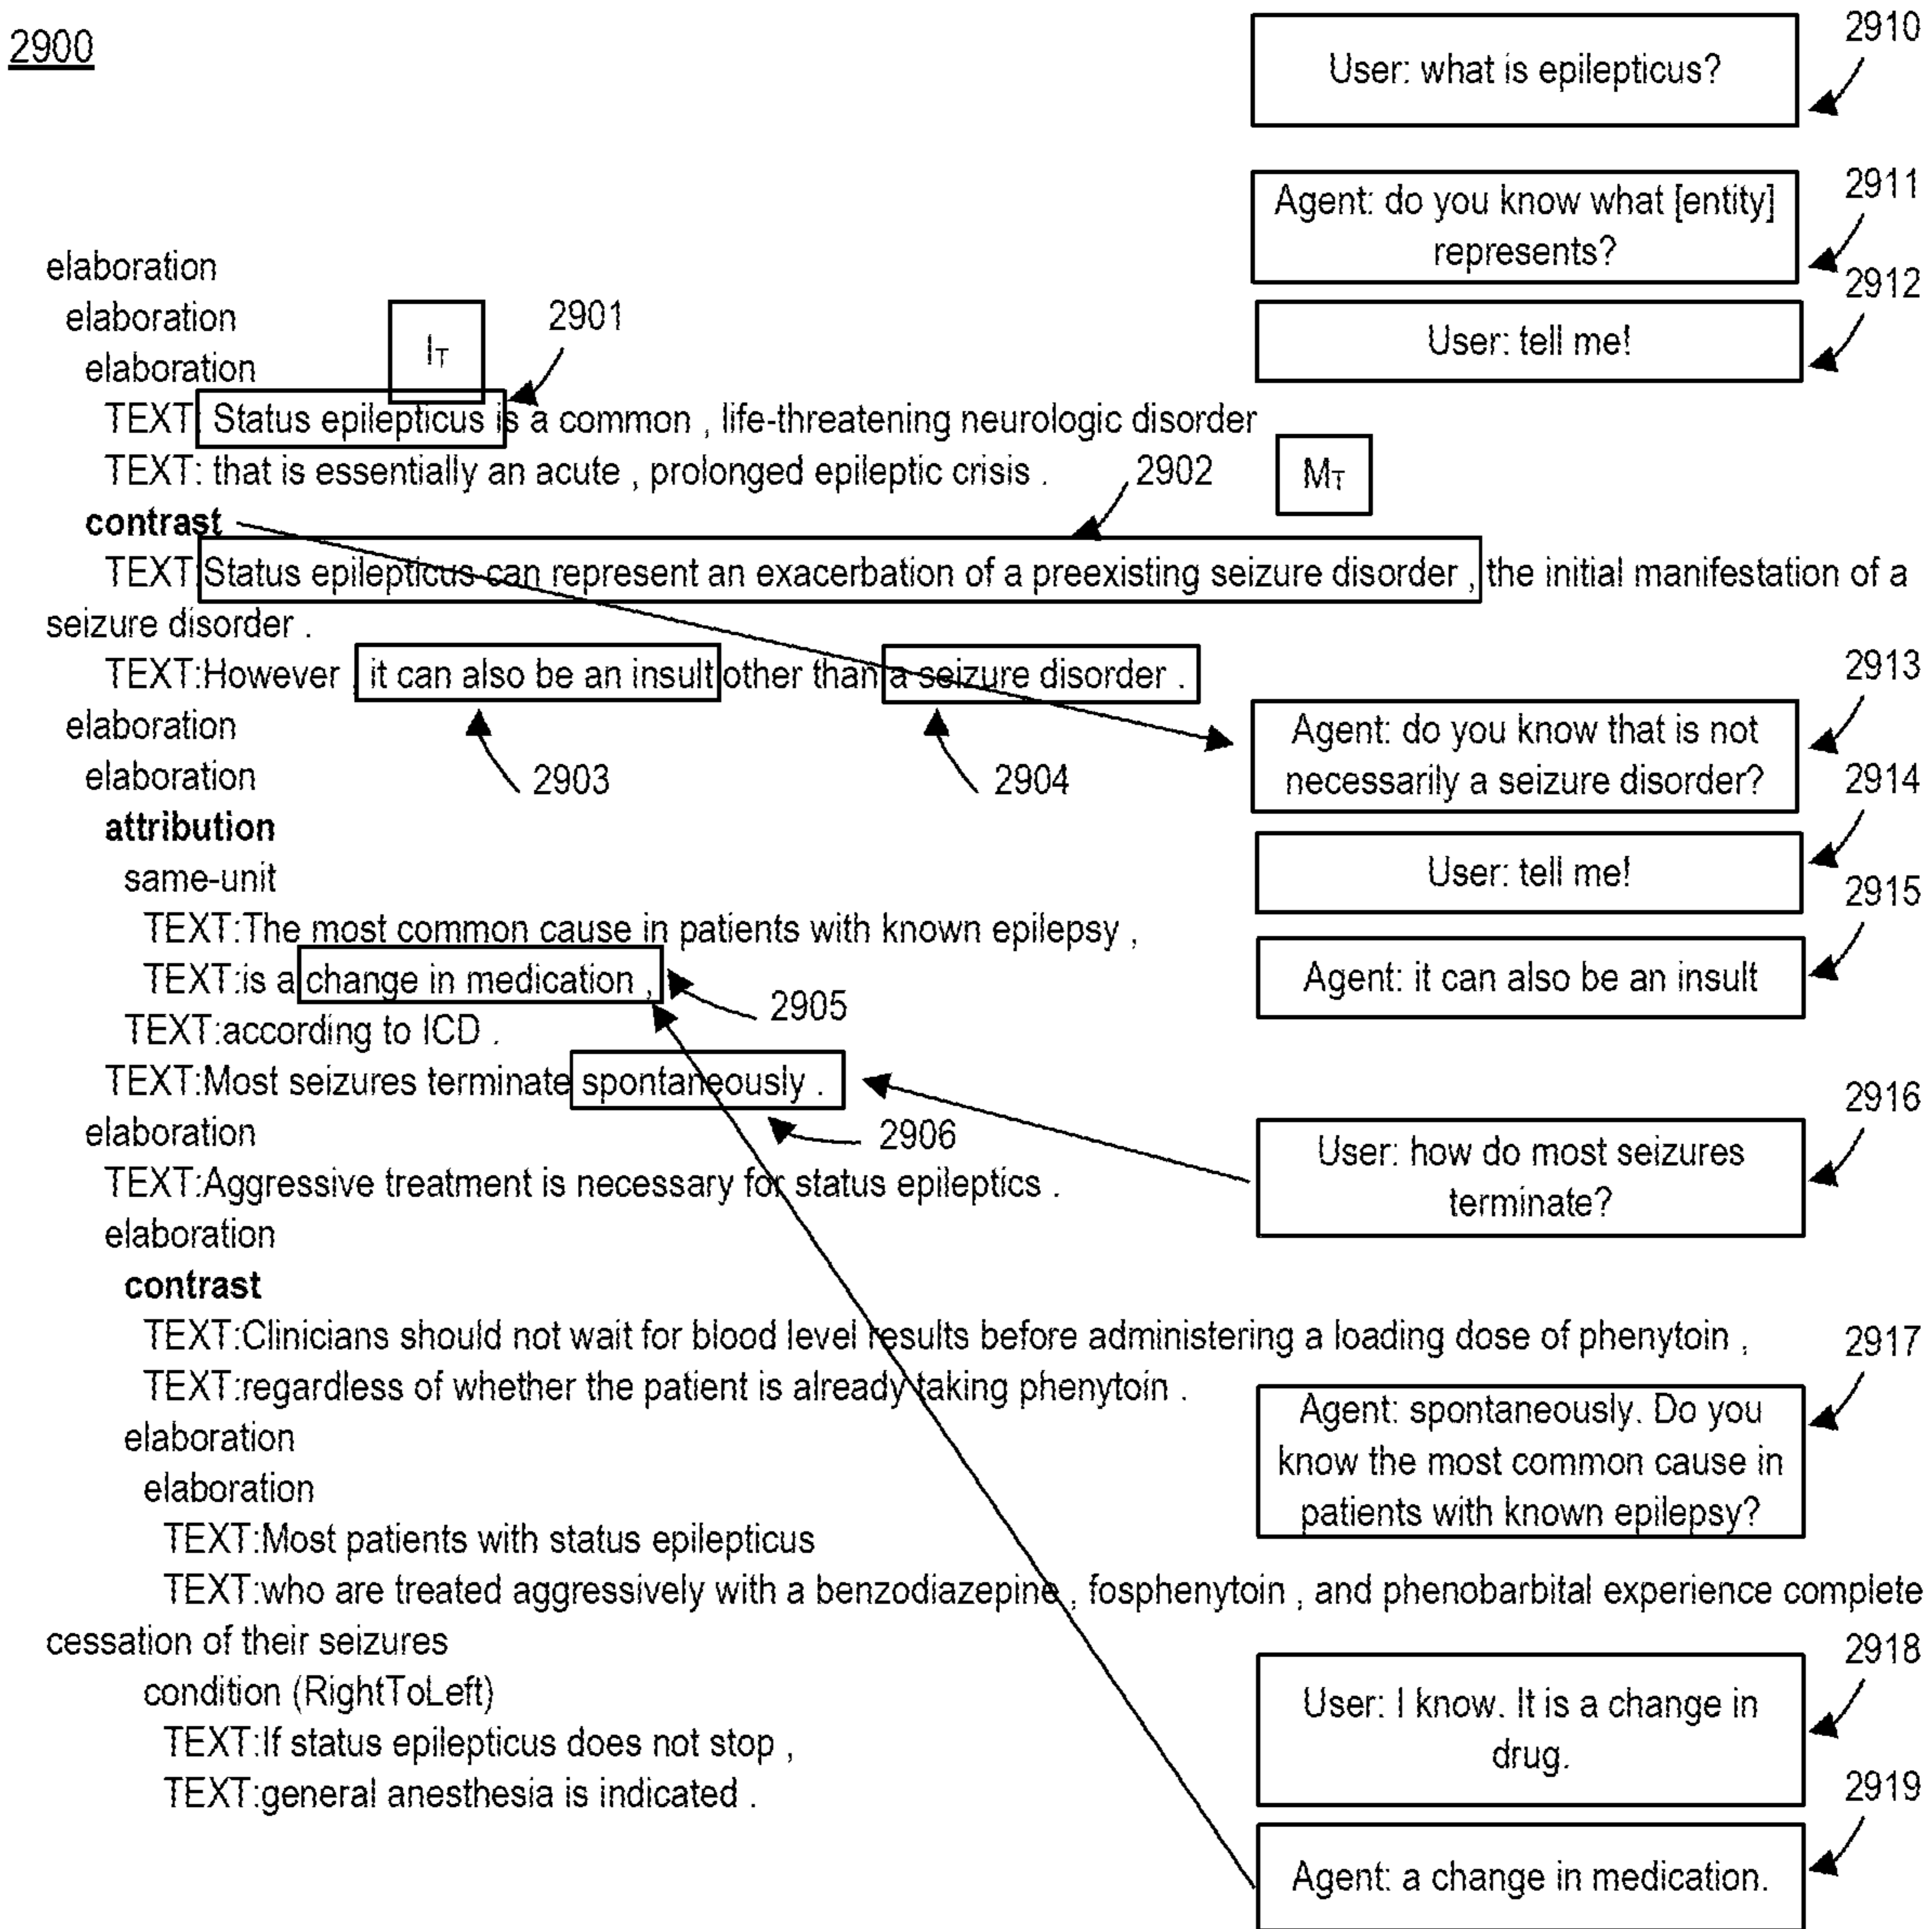 2900
2910
User: what is epilepticus?
2911
Agent: do you know what [entity]
represents?
2912
User: tell me!
elaboration
elaboration
elaboration
IT
2901
TEXT: Status epilepticus is a common , life-threatening neurologic disorder
TEXT: that is essentially an acute , prolonged epileptic crisis .
2902
MT
contrast
TEXT:Status epilepticus can represent an exacerbation of a preexisting seizure disorder , the initial manifestation of a
seizure disorder .
TEXT:However , it can also be an insult other than a seizure disorder .
2903
2904
2913
Agent: do you know that is not
necessarily a seizure disorder?
elaboration
elaboration
attribution
same-unit
2914
User: tell me!
TEXT:The most common cause in patients with known epilepsy ,
TEXT:is a change in medication ,
2905
2915
Agent: it can also be an insult
TEXT:according to ICD .
TEXT:Most seizures terminate spontaneously .
2906
2916
User: how do most seizures
terminate?
elaboration
TEXT:Aggressive treatment is necessary for status epileptics .
elaboration
contrast
TEXT:Clinicians should not wait for blood level results before administering a loading dose of phenytoin ,
TEXT:regardless of whether the patient is already taking phenytoin .
2917
Agent: spontaneously. Do you
know the most common cause in
patients with known epilepsy?
elaboration
elaboration
TEXT:Most patients with status epilepticus
TEXT:who are treated aggressively with a benzodiazepine , fosphenytoin , and phenobarbital experience complete
cessation of their seizures
condition (RightToLeft)
TEXT:If status epilepticus does not stop ,
TEXT:general anesthesia is indicated .
2918
User: I know. It is a change in
drug.
2919
Agent: a change in medication.